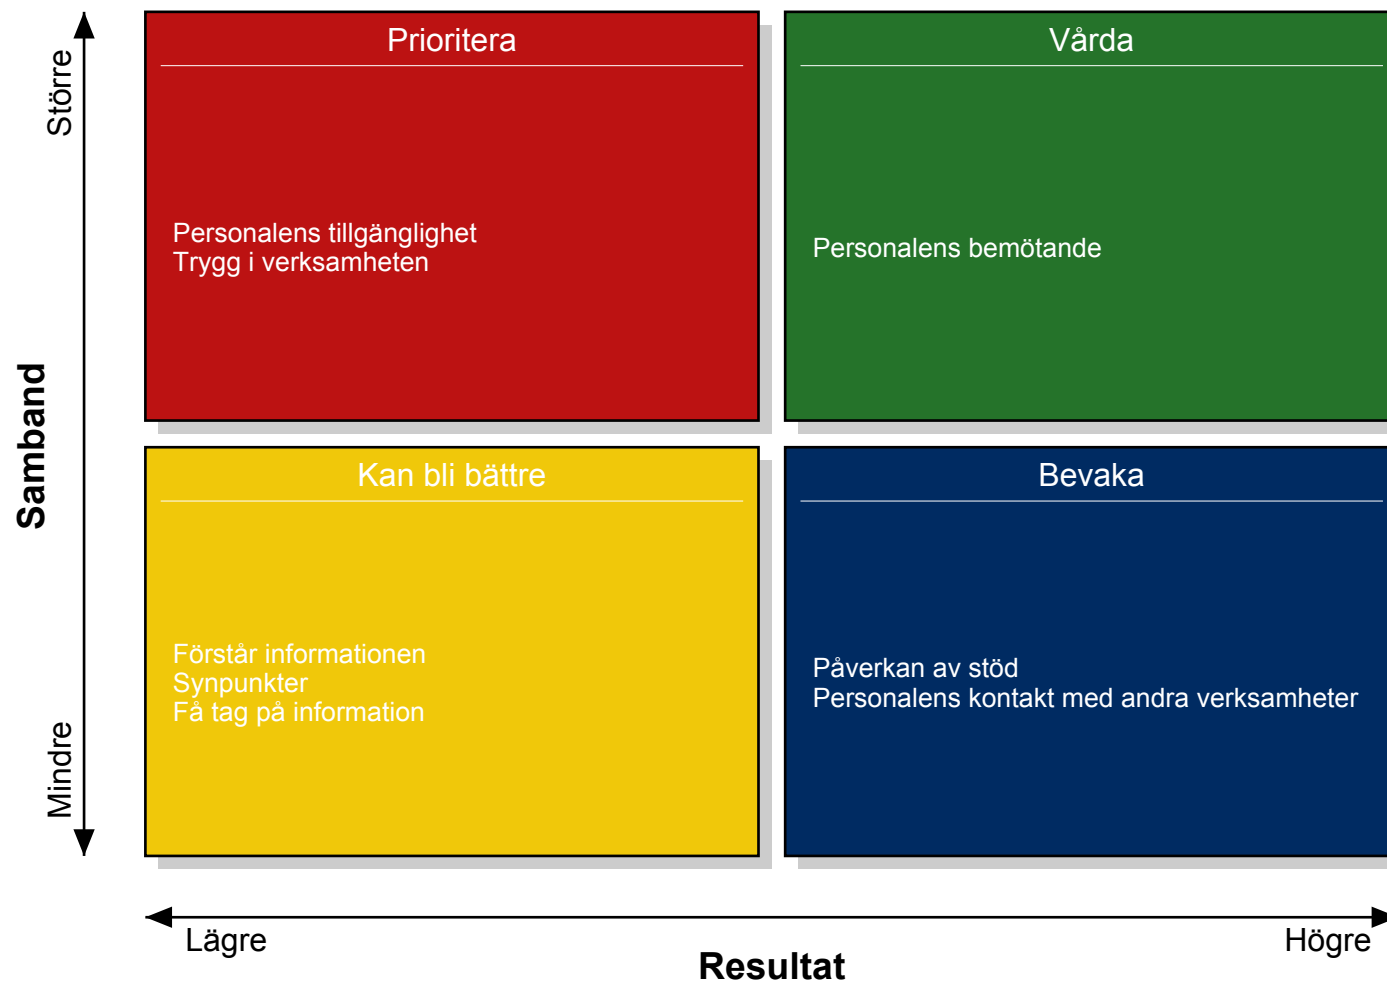 Större
Samband
Mindre
Prioritera
Personalens tillgänglighet
Trygg i verksamheten
Vårda
Personalens bemötande
Kan bli bättre
Förstår informationen
Synpunkter
Få tag på information
Bevaka
Påverkan av stöd
Personalens kontakt med andra verksamheter
Lägre
Högre
Resultat